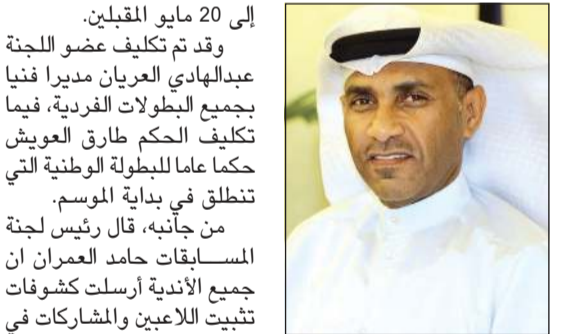 إلى 20 مايو المقبلين.
وقد تم تكليف عضو اللجنة
عبدالهادي العريان مديرا فنيا
بجميع البطولات الفردية، فيما
تكليف الحكم طارق العويش
حكما عاما للبطولة الوطنية التي
تنطلق في بداية الموسم.
من جانبه، قال رئيس لجنة
المســـابقات حامد العمران ان
جميع الأندية أرسلت كشوفات
تثبيت اللاعبين والمشاركات في